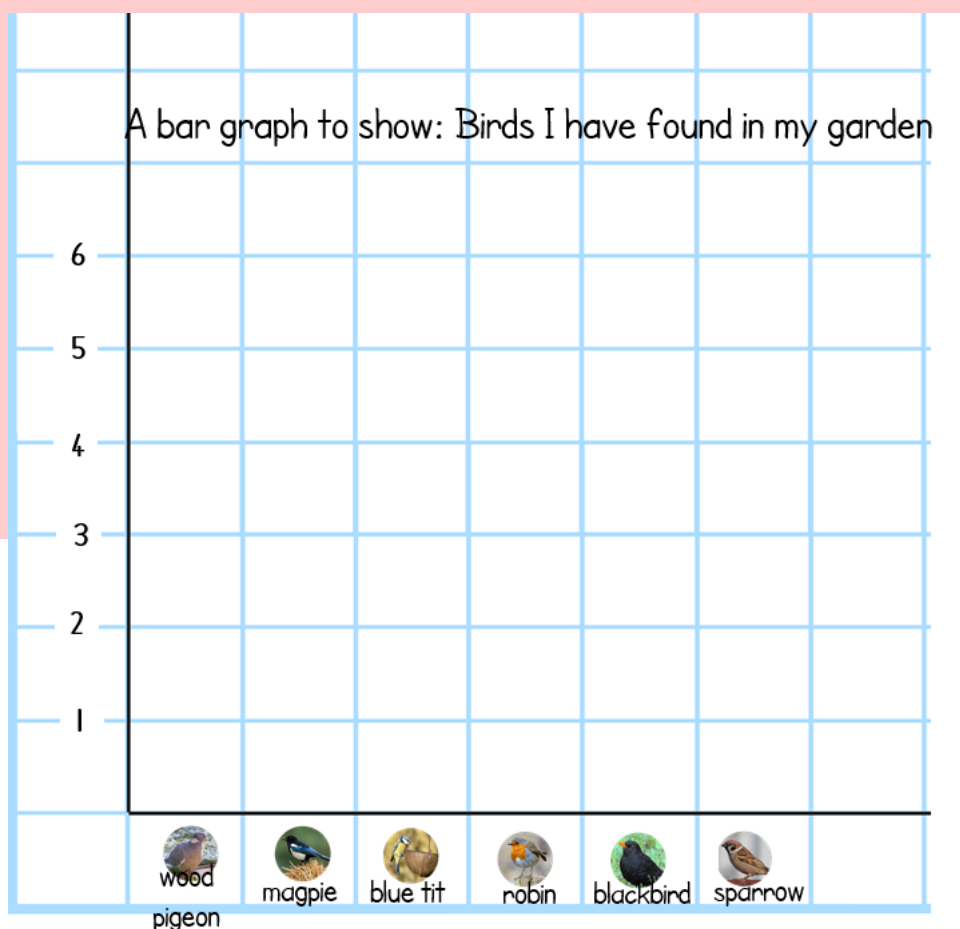 A bar graph to show: Birds I have found in my garden
6
5
4
3
2
1
wood
pigeon
magpie
blue tit
robin
blackbird
sparrow